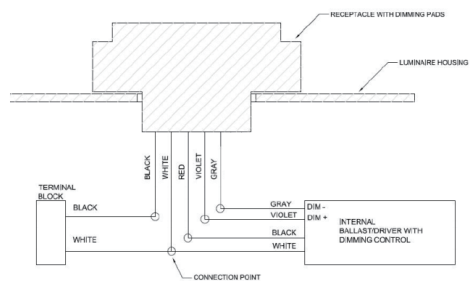 RECEPTACLE WITH DIMMING PADS
LUMINAIRE HOUSING
BLACK
WHITE
RED
VIOLET
GRAY
TERMINAL
BLOCK
BLACK
WHITE
GRAY
VIOLET
BLACK
WHITE
DIM -
DIM +
INTERNAL
BALLAST/DRIVER WITH
DIMMING CONTROL
CONNECTION POINT